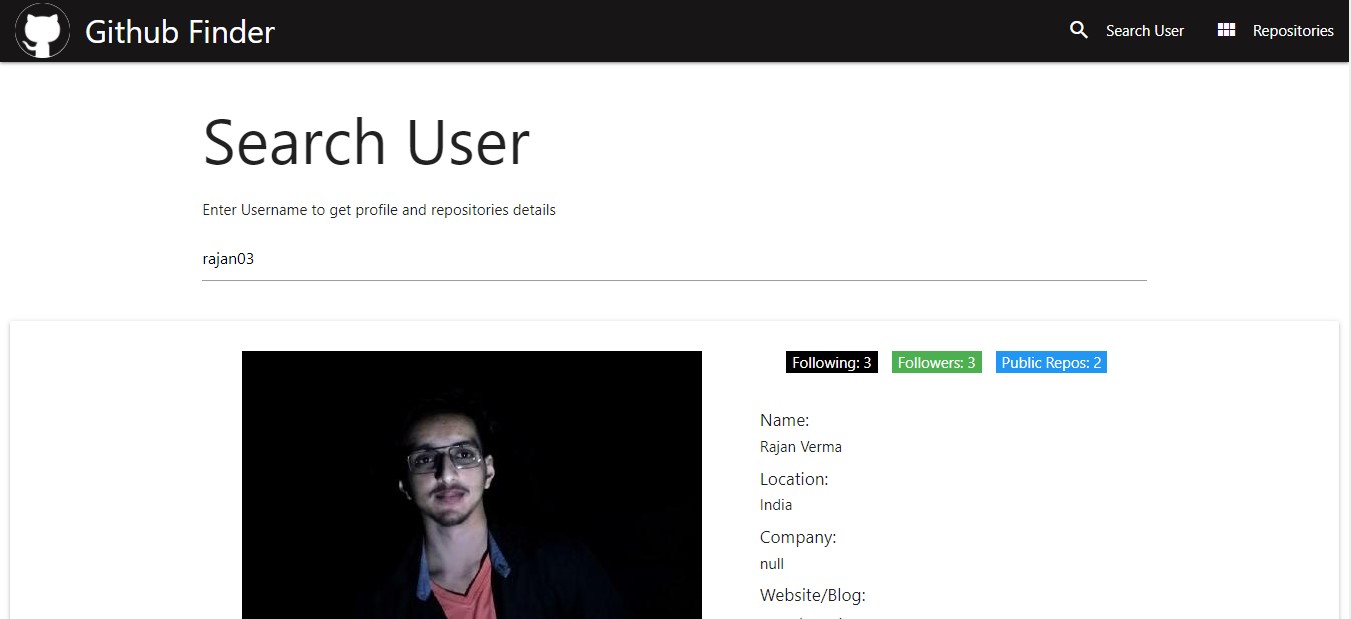 Github Finder
Search User
Repositories
Search User
Enter Username to get profile and repositories details
rajan03
Following: 3
Followers: 3
Public Repos: 2
Name:
Rajan Verma
Location:
India
Company:
null
Website/Blog: